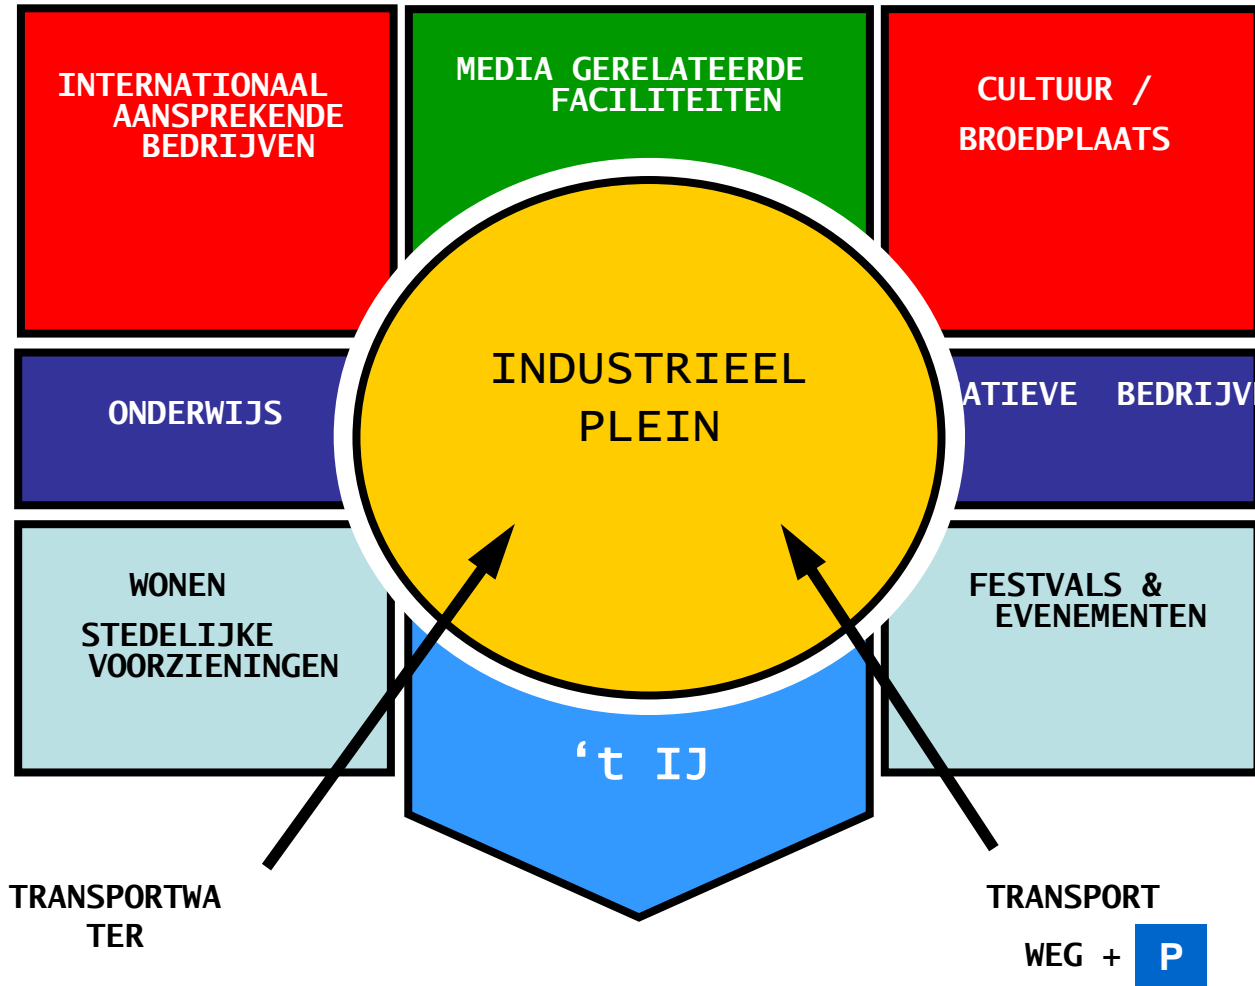 INTERNATIONAAL
AANSPREKENDE
BEDRIJVEN
MEDIA GERELATEERDE
FACILITEITEN
CULTUUR /
BROEDPLAATS
INDUSTRIEEL
PLEIN
ONDERWIJS
ATIEVE BEDRIJV
WONEN
STEDELIJKE
VOORZIENINGEN
FESTVALS &
EVENEMENTEN
‘t IJ
TRANSPORTWA
TER
TRANSPORT
WEG + P